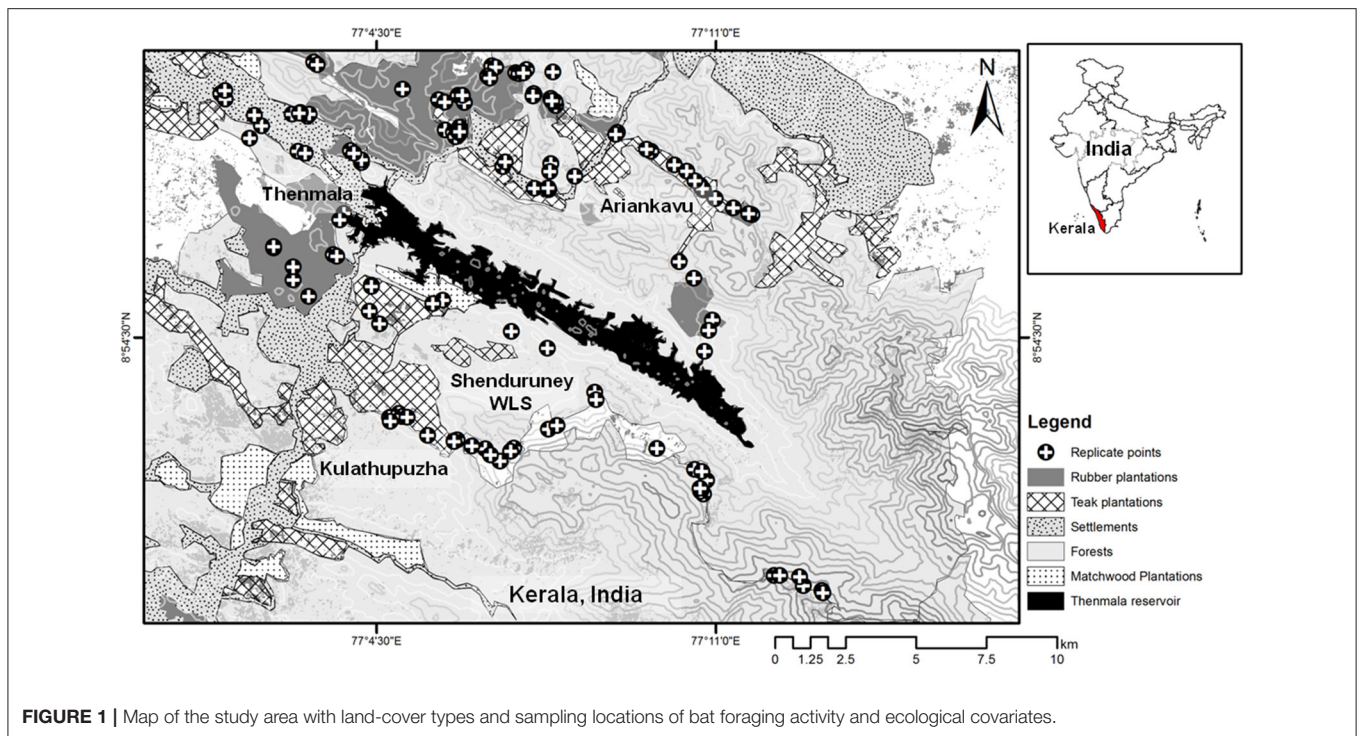 77°4'30"E
77°11'0"E
N
India
Kerala
Thenmala
Ariankavu
8°54'30"N
8°54'30"N
Shenduruney
WLS
Kulathupuzha
Kerala, India
Legend
Replicate points
Rubber plantations
Teak plantations
Settlements
Forests
Matchwood Plantations
Thenmala reservoir
77°4'30"E
77°11'0"E
km
0 1.25 2.5 5 7.5 10
FIGURE 1 | Map of the study area with land-cover types and sampling locations of bat foraging activity and ecological covariates.